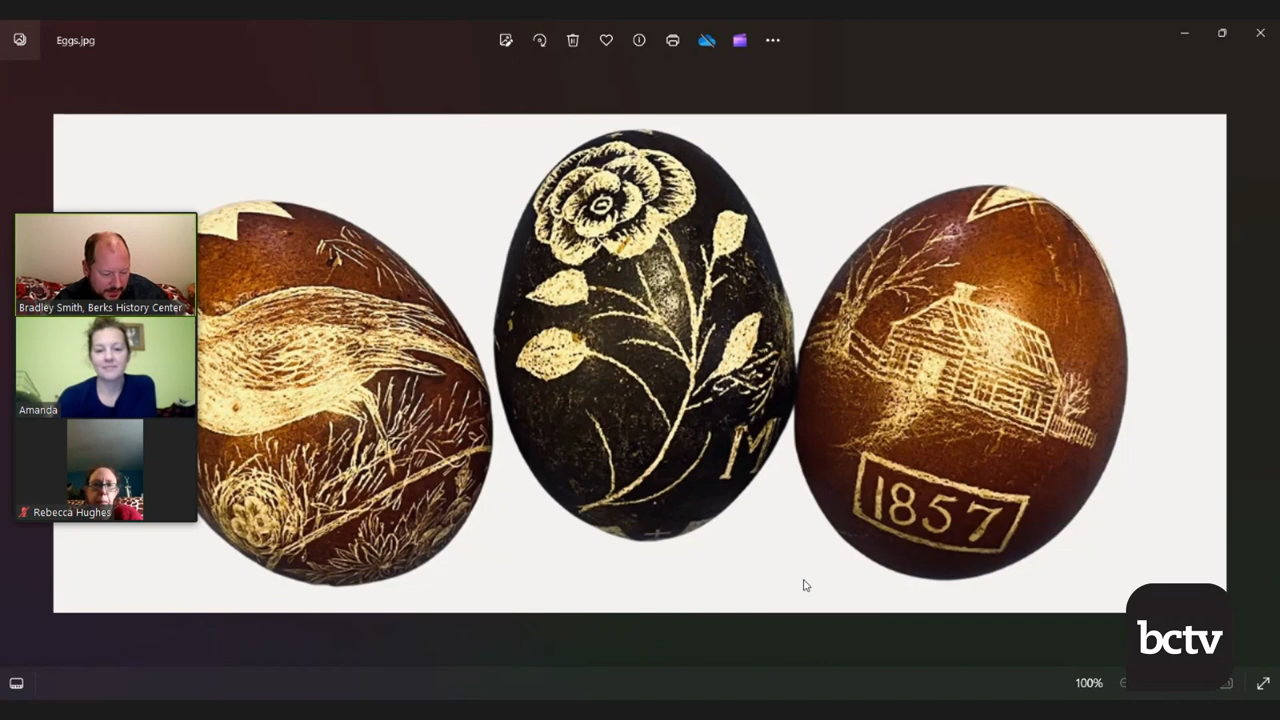 Eggs.jpg
Bradley Smith, Berks History Center
Amanda
Rebecca Hughes
M
1857
bctv
100%